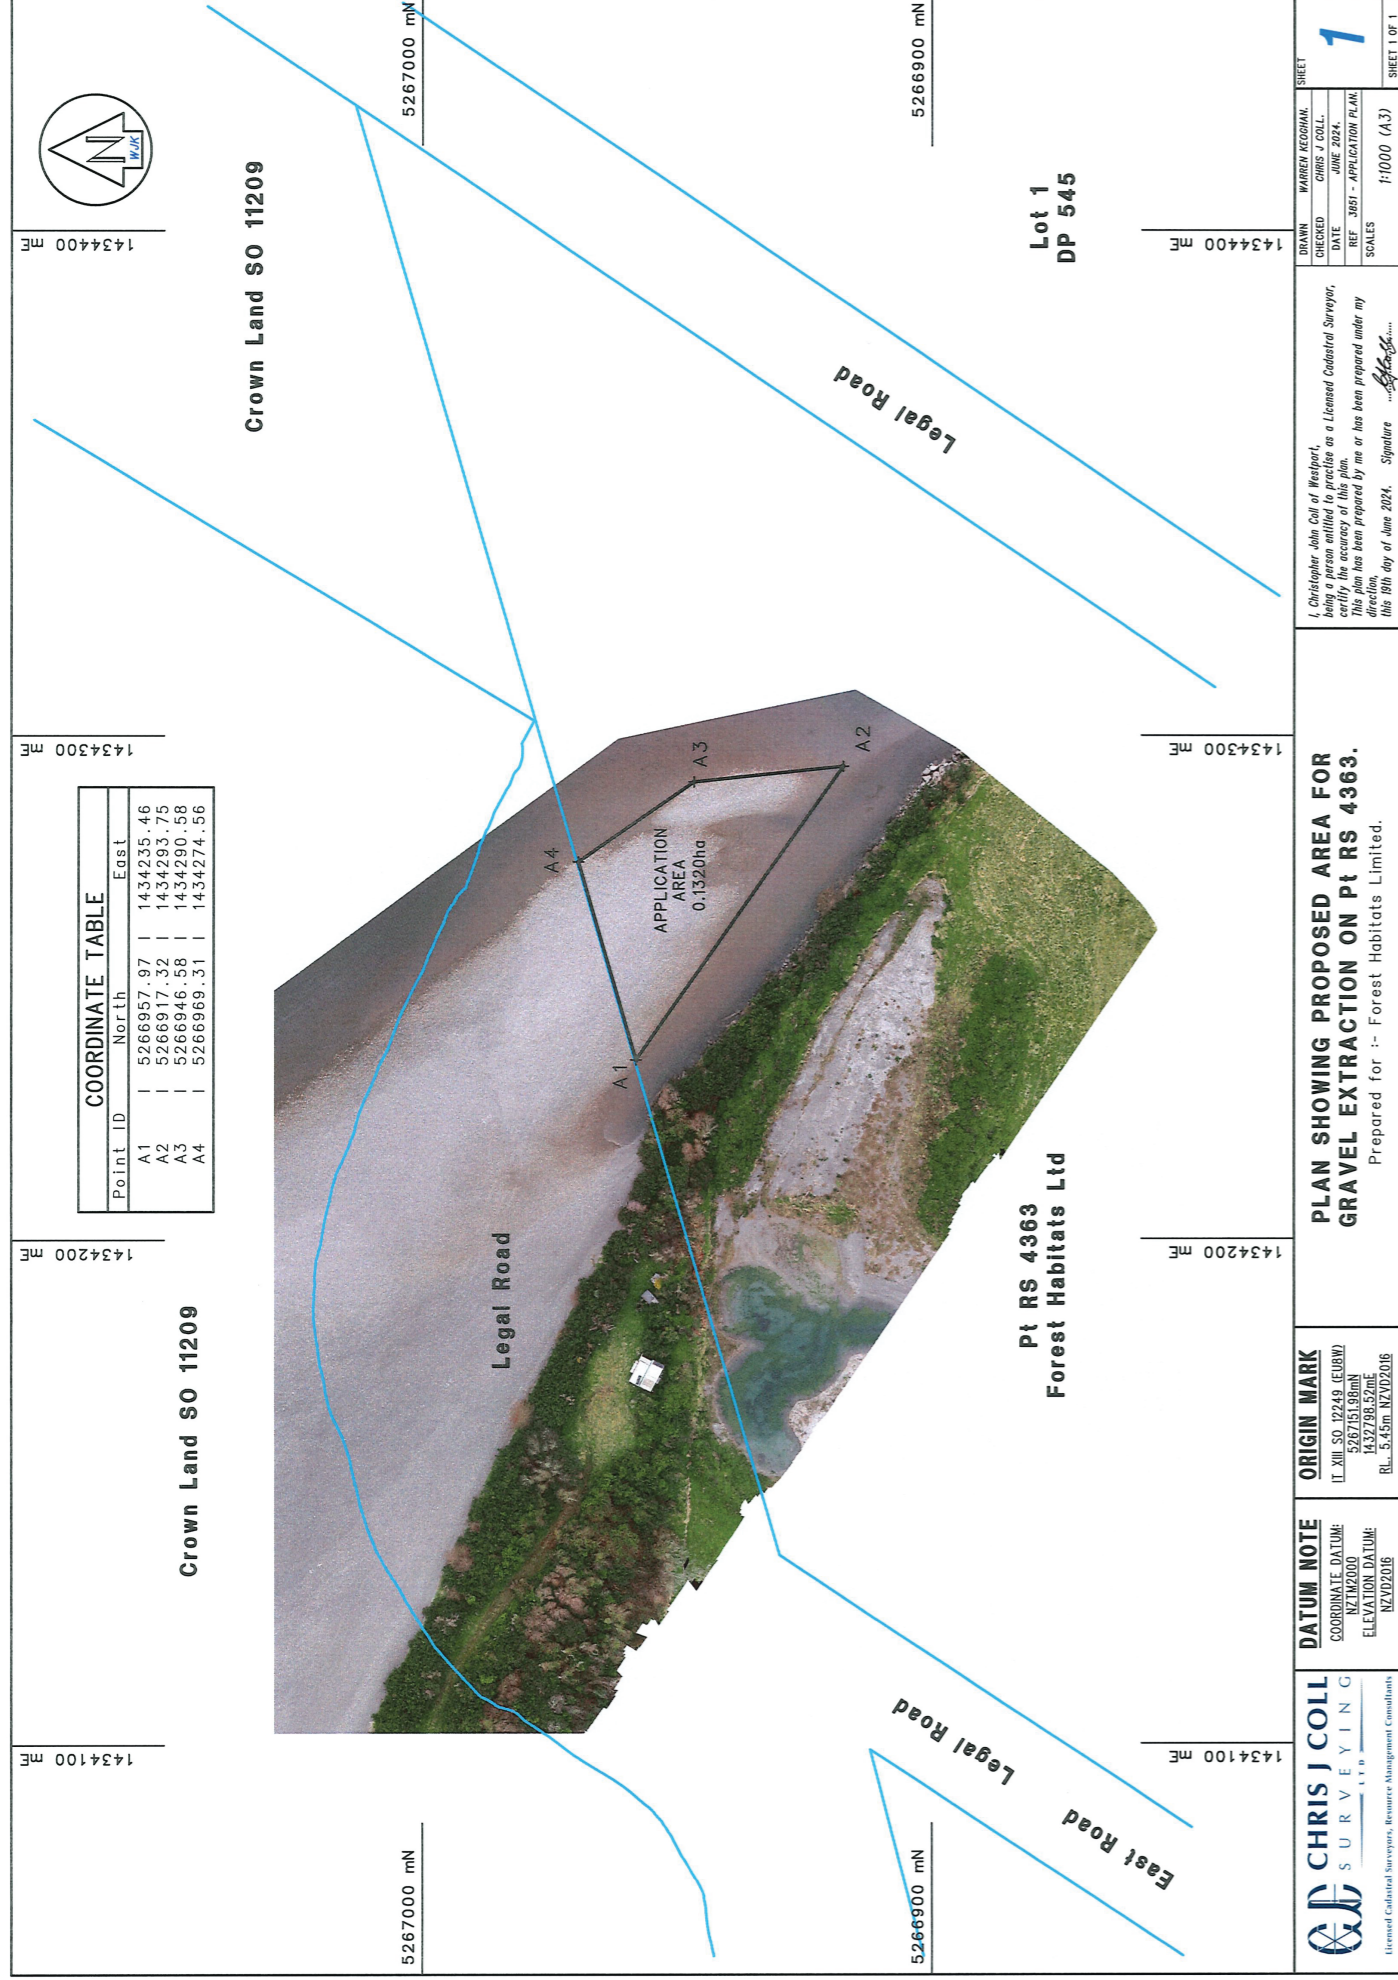 1434100 mE
1434200 mE
1434300 mE
1434400 mE
N
WJK
COORDINATE TABLE
Point ID North East
A1 | 5266957.97 | 1434235.46
A2 | 5266917.32 | 1434293.75
A3 | 5266946.58 | 1434290.58
A4 | 5266969.31 | 1434274.56
Crown Land SO 11209
Crown Land SO 11209
5267000 mN
5267000 mN
Legal Road
A4
A1
A3
A2
APPLICATION
AREA
0.1320ha
Legal Road
5266900 mN
5266900 mN
Lot 1
DP 545
Pt RS 4363
Forest Habitats Ltd
Legal Road
East Road
1434100 mE
1434200 mE
1434300 mE
1434400 mE
CHRIS J COLL
SURVEYING
LTD
Licensed Cadastral Surveyors, Resource Management Consultants
DATUM NOTE
COORDINATE DATUM:
NZTM2000
ELEVATION DATUM:
NZVD2016
ORIGIN MARK
IT XIII SO 12249 (EU8W)
5267151.98mN
1432798.52mE
RL. 5.45m NZVD2016
PLAN SHOWING PROPOSED AREA FOR
GRAVEL EXTRACTION ON Pt RS 4363.
Prepared for :- Forest Habitats Limited.
I, Christopher John Coll of Westport,
being a person entitled to practise as a Licensed Cadastral Surveyor,
certify the accuracy of this plan.
This plan has been prepared by me or has been prepared under my
direction,
this 19th day of June 2024. Signature
DRAWN WARREN KEOGHAN.
CHECKED CHRIS J COLL.
DATE JUNE 2024.
REF 3851 - APPLICATION PLAN.
SCALES
1:1000 (A3)
SHEET
1
SHEET 1 OF 1